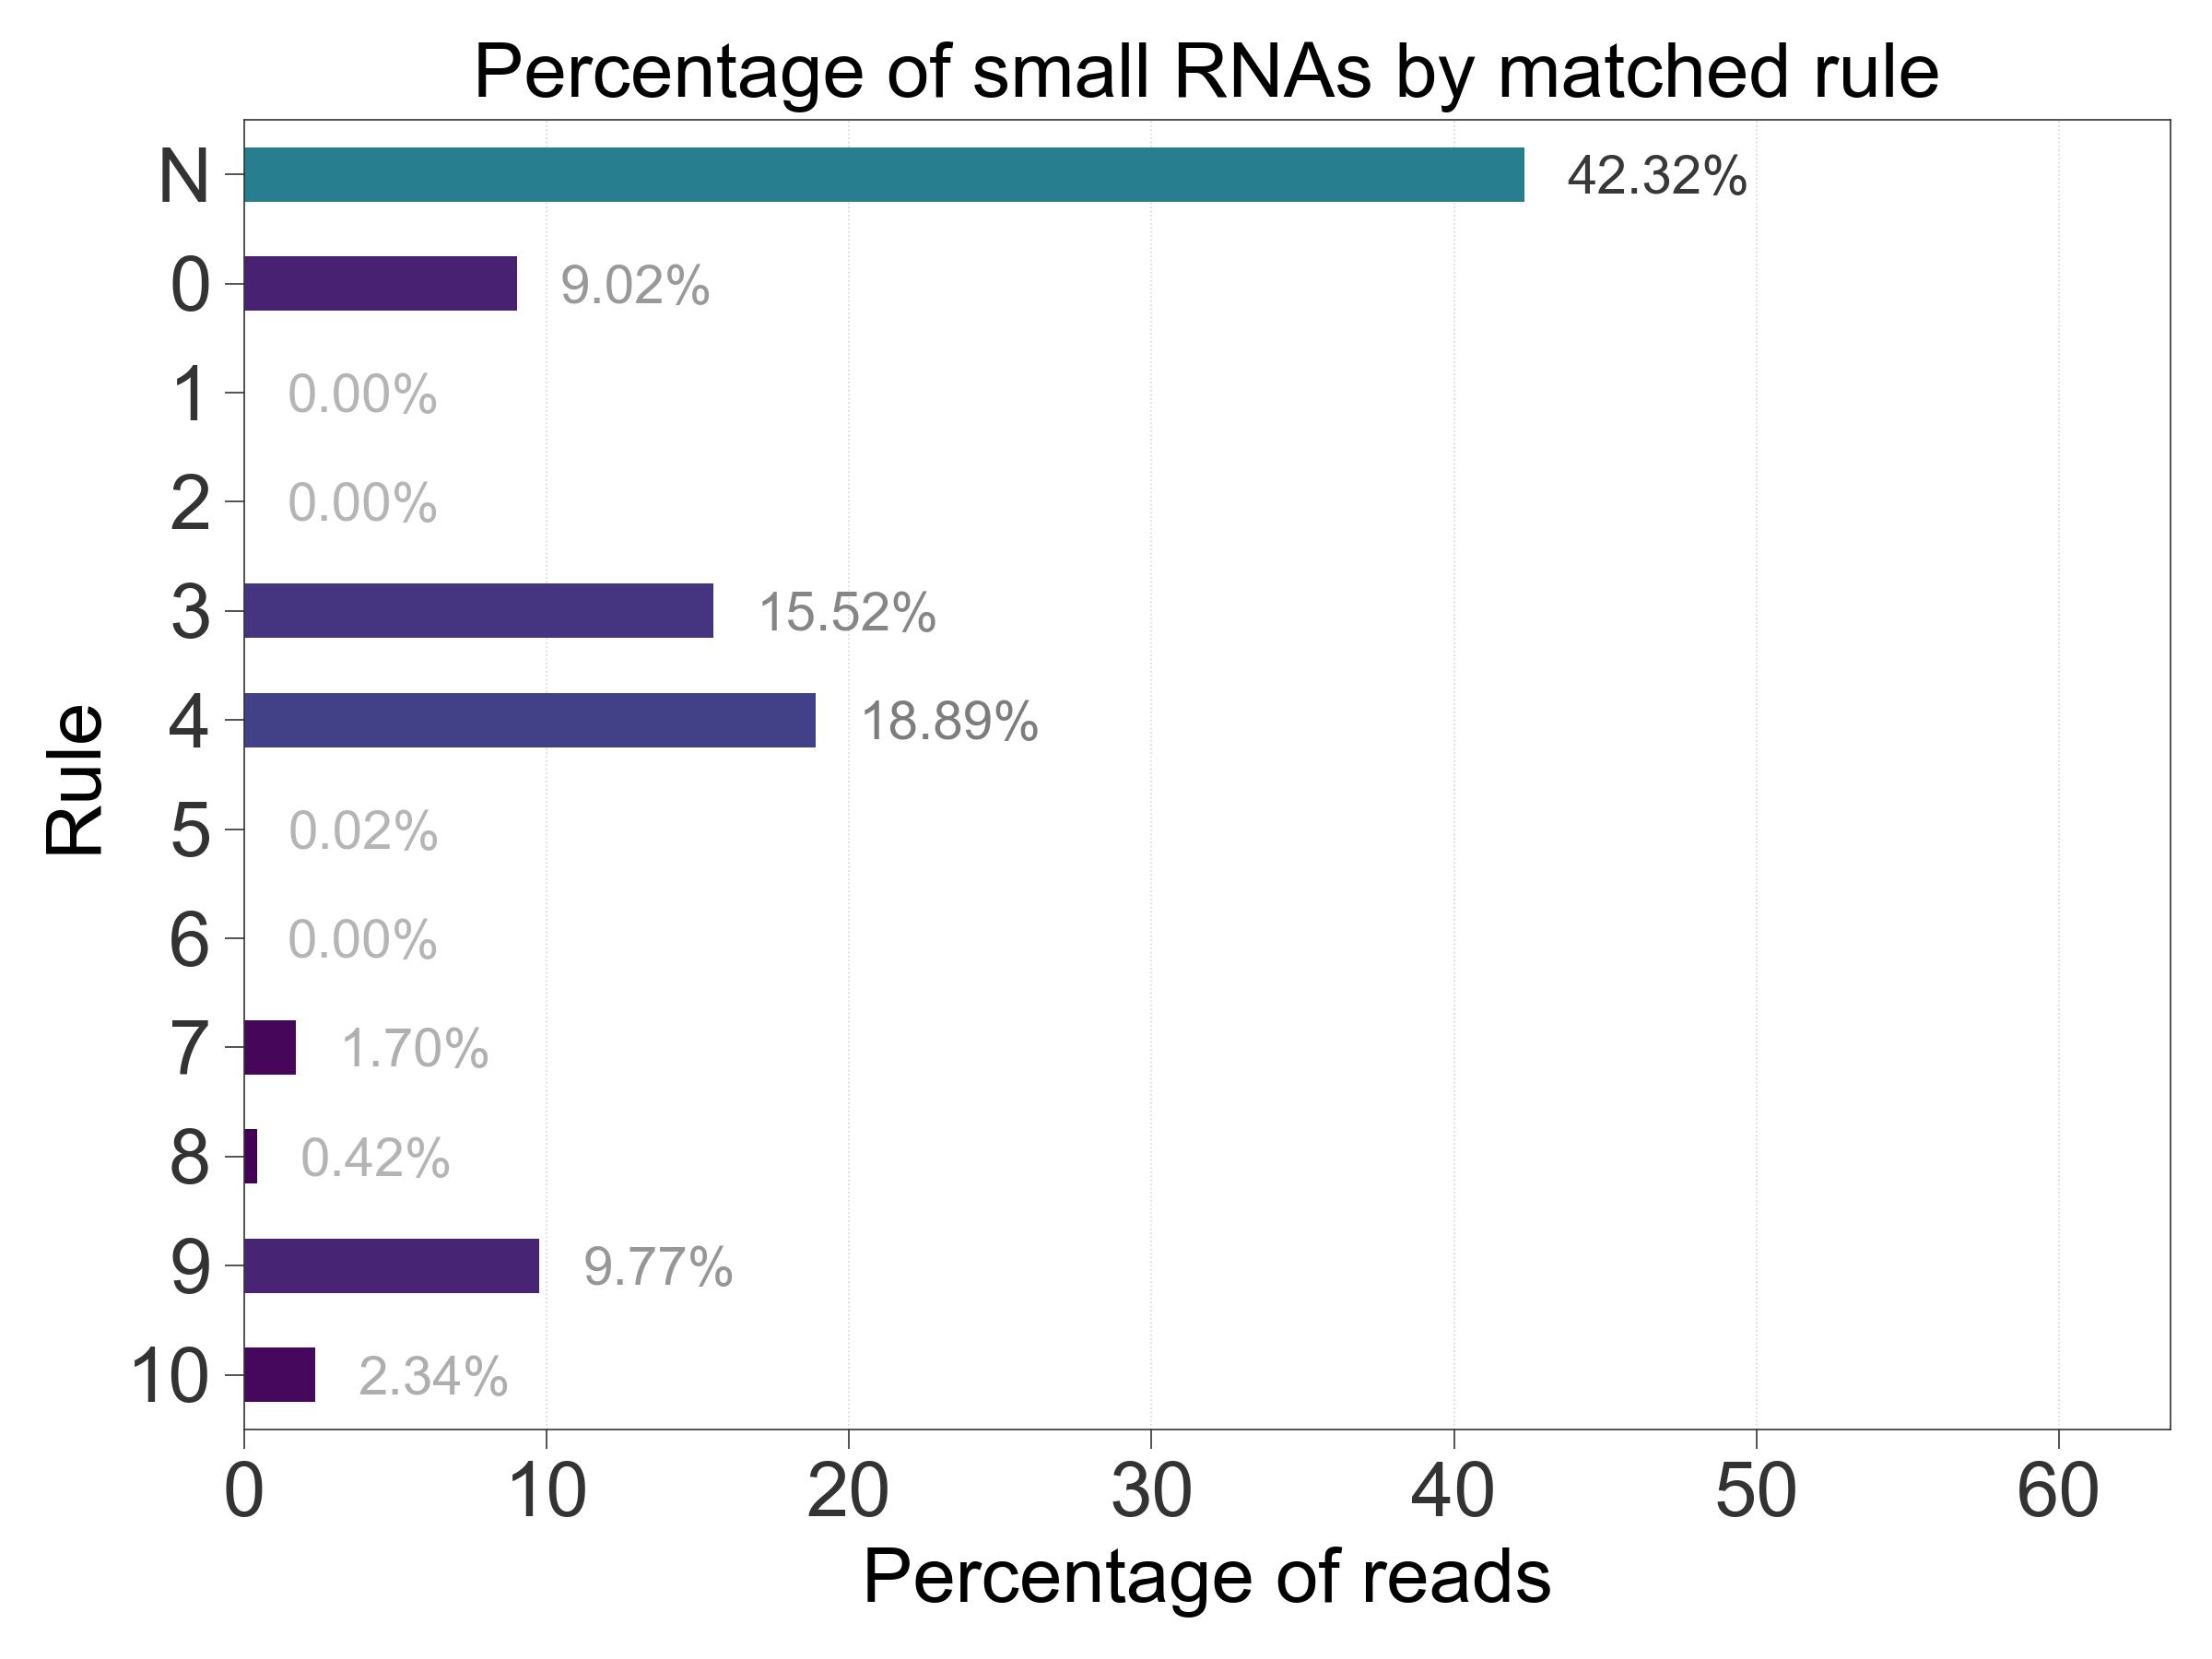 Percentage of small RNAs by matched rule
N 42.32%
0 9.02%
1 0.00%
2 0.00%
3 15.52%
4 18.89%
5 0.02%
6 0.00%
7 1.70%
8 0.42%
9 9.77%
10 2.34%
Rule
0 10 20 30 40 50 60
Percentage of reads